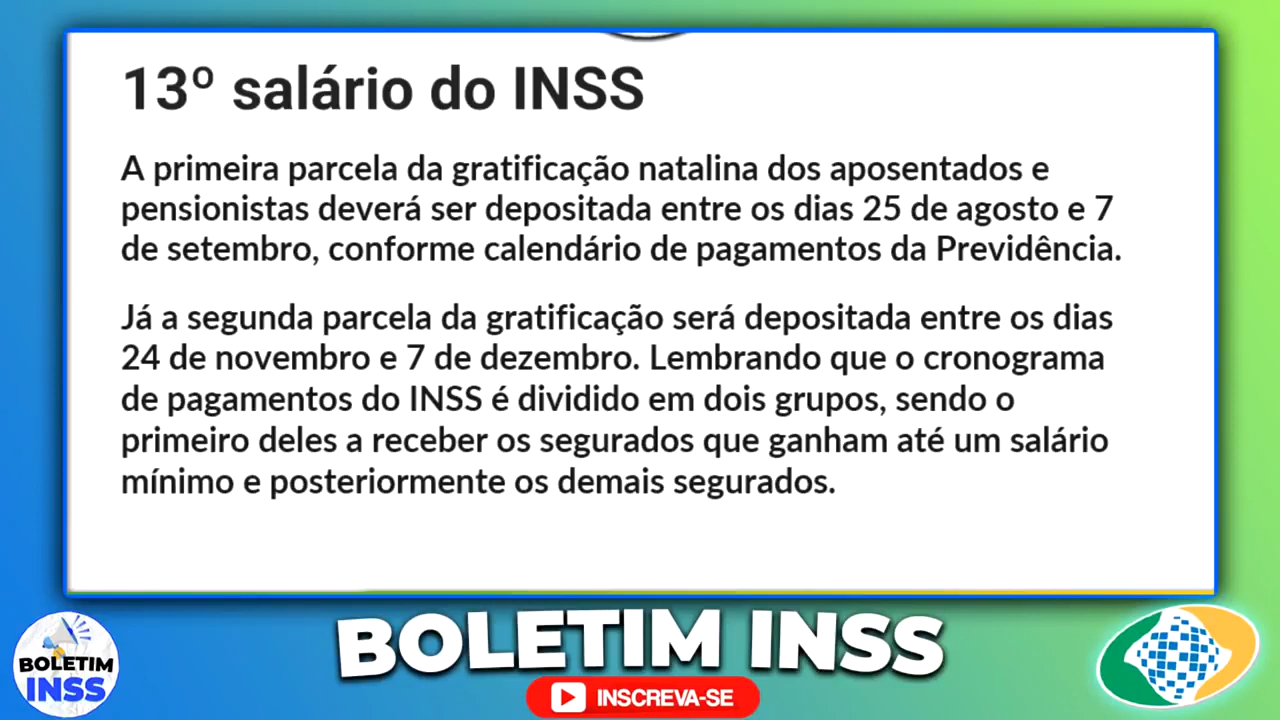 13º salário do INSS
A primeira parcela da gratificação natalina dos aposentados e
pensionistas deverá ser depositada entre os dias 25 de agosto e 7
de setembro, conforme calendário de pagamentos da Previdência.
Já a segunda parcela da gratificação será depositada entre os dias
24 de novembro e 7 de dezembro. Lembrando que o cronograma
de pagamentos do INSS é dividido em dois grupos, sendo o
primeiro deles a receber os segurados que ganham até um salário
mínimo e posteriormente os demais segurados.
BOLETIM INSS
INSCREVA-SE
BOLETIM
INSS